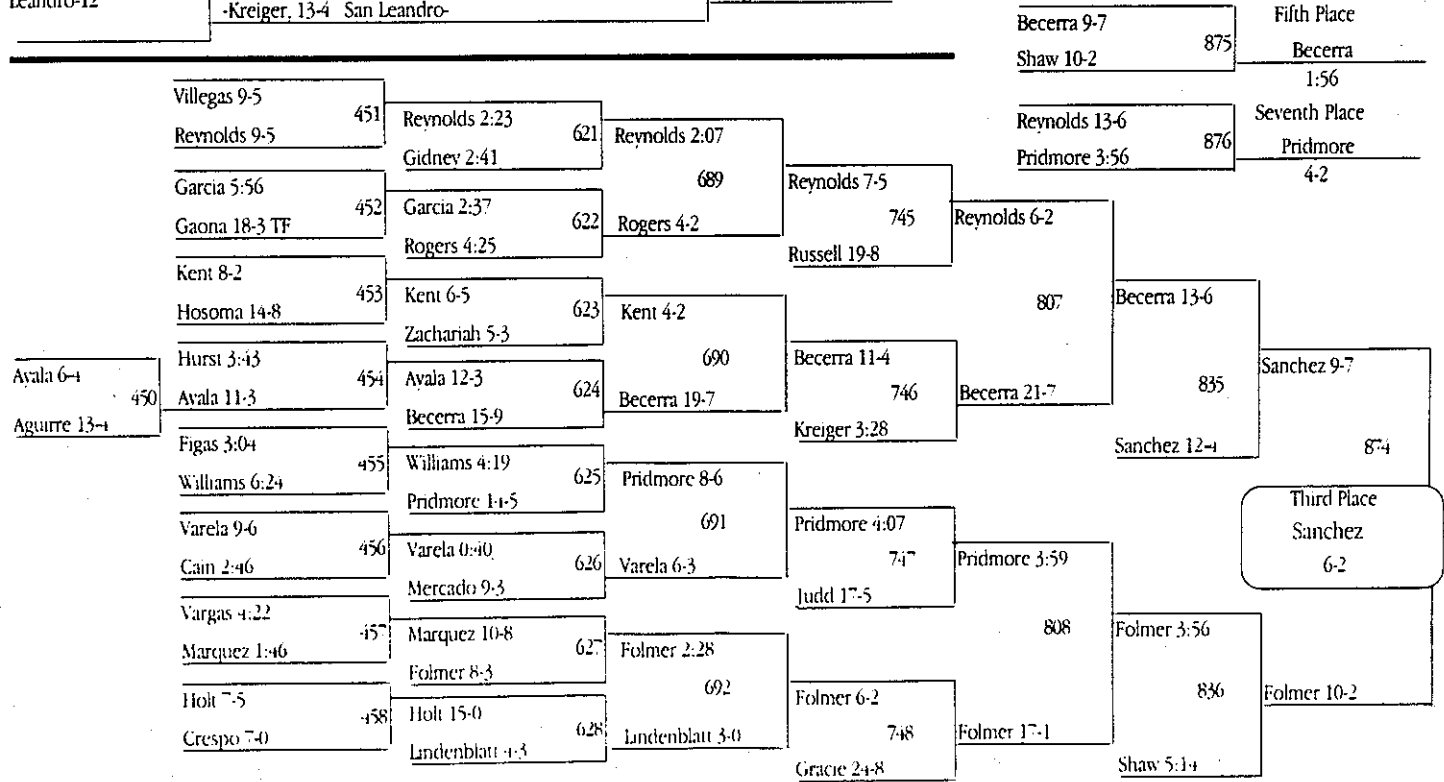 Leandro-12
-Kreiger, 13-4 San Leandro-
Becerra 9-7
Shaw 10-2
875
Fifth Place
Becerra
1:56
Reynolds 13-6
Pridmore 3:56
876
Seventh Place
Pridmore
4-2
Ayala 6-4
450
Aguirre 13-4
Villegas 9-5
451
Reynolds 9-5
Garcia 5:56
452
Gaona 18-3 TF
Kent 8-2
453
Hosoma 14-8
Hurst 3:43
454
Ayala 11-3
Figas 3:04
455
Williams 6:24
Varela 9-6
456
Cain 2:46
Vargas 4:22
457
Marquez 1:46
Holt 7-5
458
Crespo 7-0
Reynolds 2:23
621
Gidney 2:41
Garcia 2:37
622
Rogers 4:25
Kent 6-5
623
Zachariah 5-3
Ayala 12-3
624
Becerra 15-9
Williams 4:19
625
Pridmore 14-5
Varela 0:40
626
Mercado 9-3
Marquez 10-8
627
Folmer 8-3
Holt 15-0
628
Lindenblatt 4-3
Reynolds 2:07
689
Rogers 4-2
Kent 4-2
690
Becerra 19-7
Pridmore 8-6
691
Varela 6-3
Folmer 2:28
692
Lindenblatt 3-0
Reynolds 7-5
745
Russell 19-8
Becerra 11-4
746
Kreiger 3:28
Pridmore 4:07
747
Judd 17-5
Folmer 6-2
748
Gracie 24-8
Reynolds 6-2
807
Becerra 21-7
Pridmore 3:59
808
Folmer 17-1
Becerra 13-6
835
Sanchez 12-4
Folmer 3:56
836
Shaw 5:14
Sanchez 9-7
874
Folmer 10-2
Third Place
Sanchez
6-2